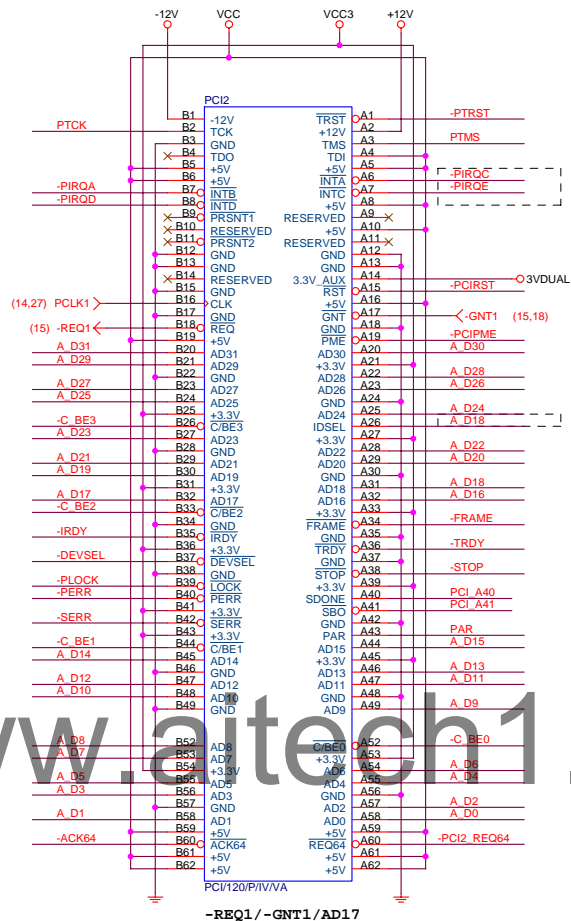 -12V VCC VCC3 +12V
PCI2
B1 -12V TRST A1 -PTRST
PTCK B2 TCK +12V A2
B3 GND TMS A3 PTMS
B4 TDO TDI A4
B5 +5V +5V A5
B6 +5V INTA A6 -PIRQC
-PIRQA B7 INTB INTC A7 -PIRQE
-PIRQD B8 INTD +5V A8
B9 PRSNT1 RESERVED A9
B10 RESERVED +5V A10
B11 PRSNT2 RESERVED A11
B12 GND GND A12
B13 GND GND A13
B14 RESERVED 3.3V_AUX A14 3VDUAL
B15 GND RST A15 -PCIRST
(14,27) PCLK1 B16 CLK +5V A16
B17 GND GNT A17 -GNT1 (15,18)
(15) -REQ1 B18 REQ GND A18
B19 +5V PME A19 -PCIPME
A_D31 B20 AD31 AD30 A20 A_D30
A_D29 B21 AD29 +3.3V A21
B22 GND AD28 A22 A_D28
A_D27 B23 AD27 AD26 A23 A_D26
A_D25 B24 AD25 GND A24
B25 +3.3V AD24 A25 A_D24
-C_BE3 B26 C/BE3 IDSEL A26 A_D18
A_D23 B27 AD23 +3.3V A27
B28 GND AD22 A28 A_D22
A_D21 B29 AD21 AD20 A29 A_D20
A_D19 B30 AD19 GND A30
B31 +3.3V AD18 A31 A_D18
A_D17 B32 AD17 AD16 A32 A_D16
-C_BE2 B33 C/BE2 +3.3V A33
B34 GND FRAME A34 -FRAME
-IRDY B35 IRDY GND A35
B36 +3.3V TRDY A36 -TRDY
-DEVSEL B37 DEVSEL GND A37
B38 GND STOP A38 -STOP
-PLOCK B39 LOCK +3.3V A39
-PERR B40 PERR SDONE A40 PCI_A40
B41 +3.3V SBO A41 PCI_A41
-SERR B42 SERR GND A42
B43 +3.3V PAR A43 PAR
-C_BE1 B44 C/BE1 AD15 A44 A_D15
A_D14 B45 AD14 +3.3V A45
B46 GND AD13 A46 A_D13
A_D12 B47 AD12 AD11 A47 A_D11
A_D10 B48 AD10 GND A48
B49 GND AD9 A49 A_D9
A_D8 B52 AD8 C/BE0 A52 -C_BE0
A_D7 B53 AD7 +3.3V A53
B54 +3.3V AD6 A54 A_D6
A_D5 B55 AD5 AD4 A55 A_D4
A_D3 B56 AD3 GND A56
B57 GND AD2 A57 A_D2
A_D1 B58 AD1 AD0 A58 A_D0
B59 +5V +5V A59
-ACK64 B60 ACK64 REQ64 A60 -PCI2_REQ64
B61 +5V +5V A61
B62 +5V +5V A62
PCI/120/P/IV/VA
-REQ1/-GNT1/AD17
w.aitech1.